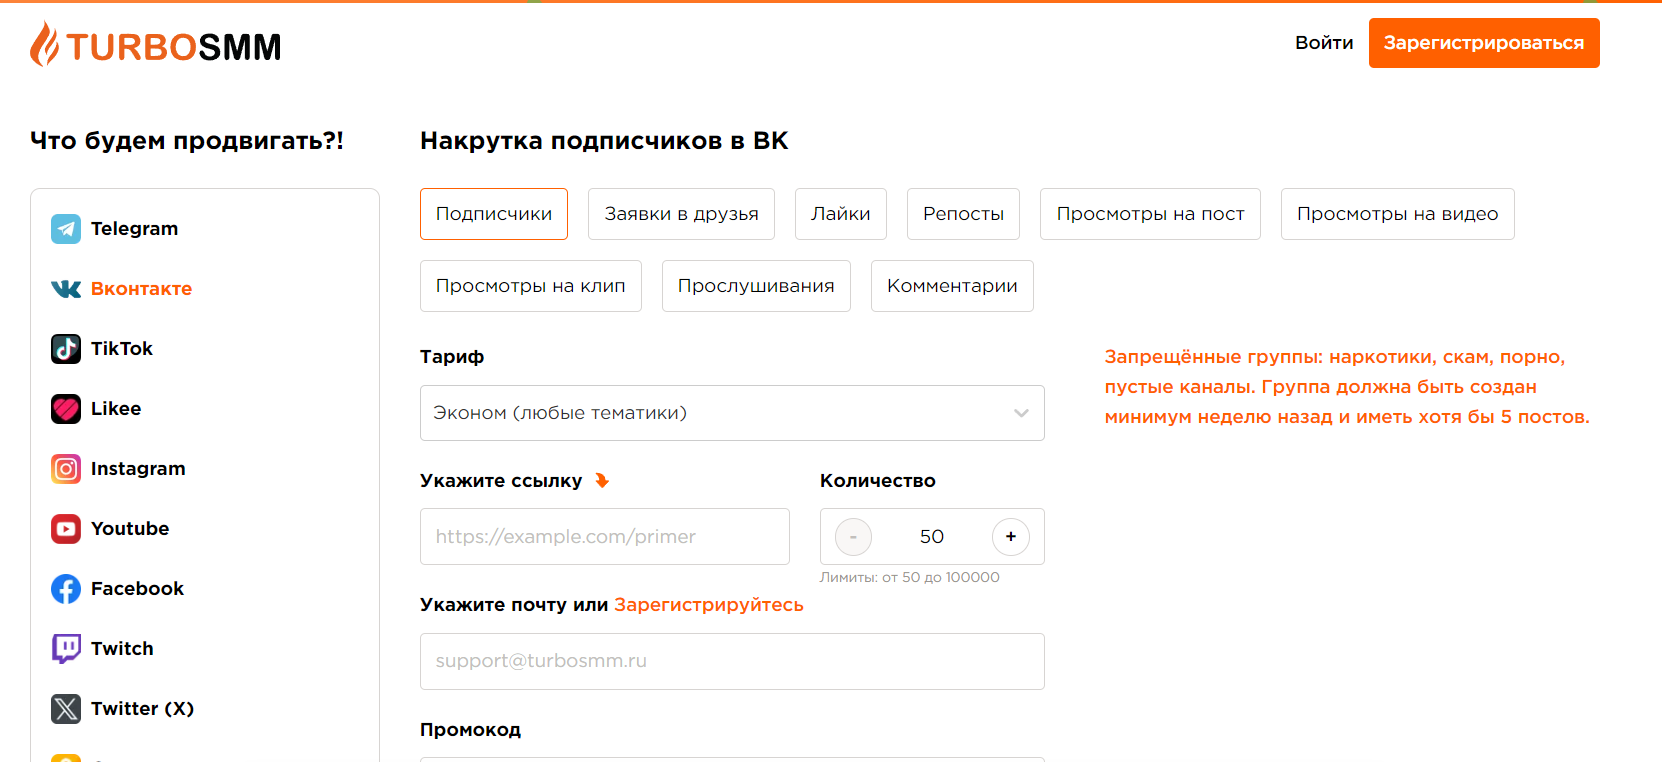 TURBOSMM
Войти
Зарегистрироваться
Что будем продвигать?!
Telegram
Вконтакте
TikTok
Likee
Instagram
Youtube
Facebook
Twitch
Twitter (X)
Накрутка подписчиков в ВК
Подписчики
Заявки в друзья
Лайки
Репосты
Просмотры на пост
Просмотры на видео
Просмотры на клип
Прослушивания
Комментарии
Тариф
Эконом (любые тематики)
Запрещённые группы: наркотики, скам, порно,
пустые каналы. Группа должна быть создан
минимум неделю назад и иметь хотя бы 5 постов.
Укажите ссылку
https://example.com/primer
Количество
- 50 +
Лимиты: от 50 до 100000
Укажите почту или Зарегистрируйтесь
support@turbosmm.ru
Промокод